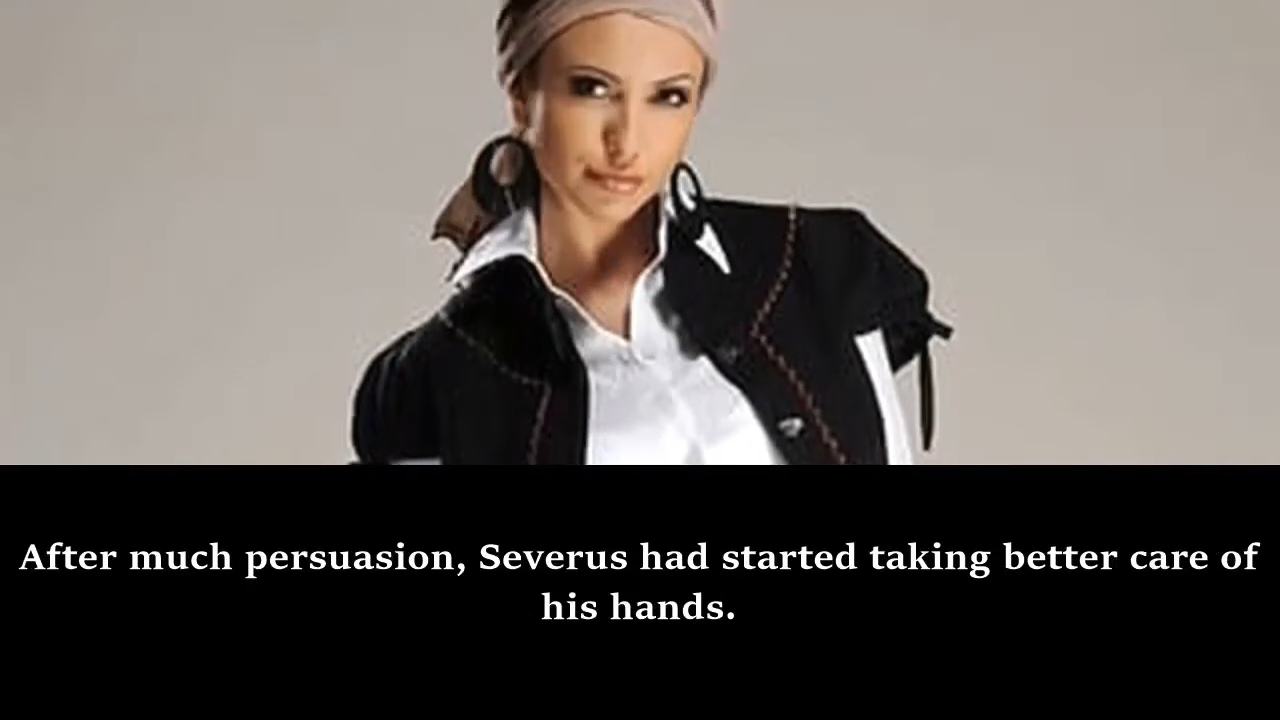 After much persuasion, Severus had started taking better care of
his hands.